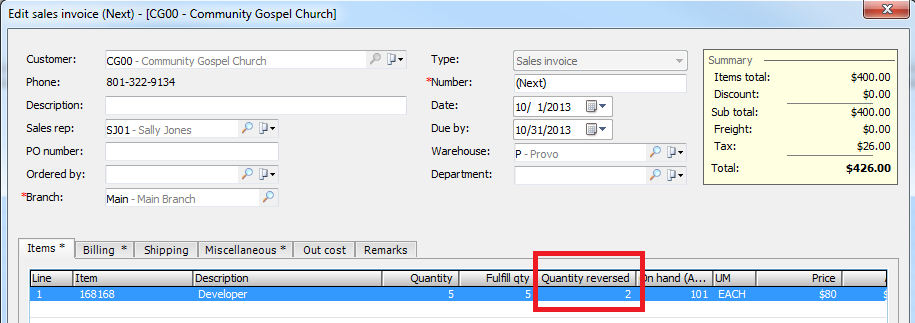 Edit sales invoice (Next) - [CG00 - Community Gospel Church]
Customer: CG00 - Community Gospel Church
Phone: 801-322-9134
Description:
Sales rep: SJ01 - Sally Jones
PO number:
Ordered by:
*Branch: Main - Main Branch
Type: Sales invoice
*Number: (Next)
Date: 10/ 1/2013
Due by: 10/31/2013
Warehouse: P - Provo
Department:
Summary
Items total: $400.00
Discount: $0.00
Sub total: $400.00
Freight: $0.00
Tax: $26.00
Total: $426.00
Items * Billing * Shipping Miscellaneous * Out cost Remarks
Line Item Description Quantity Fulfill qty Quantity reversed On hand (A... UM Price
1 168168 Developer 5 5 2 101 EACH $80